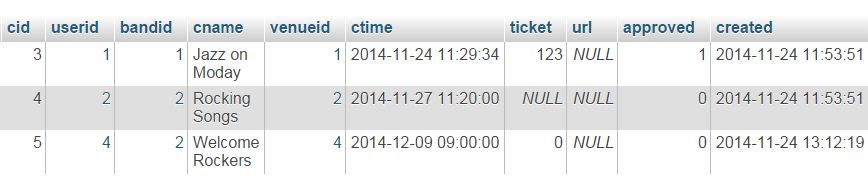 cid userid bandid cname venueid ctime ticket url approved created
3 1 1 Jazz on 1 2014-11-24 11:29:34 123 NULL 1 2014-11-24 11:53:51
Moday
4 2 2 Rocking 2 2014-11-27 11:20:00 NULL NULL 0 2014-11-24 11:53:51
Songs
5 4 2 Welcome 4 2014-12-09 09:00:00 0 NULL 0 2014-11-24 13:12:19
Rockers